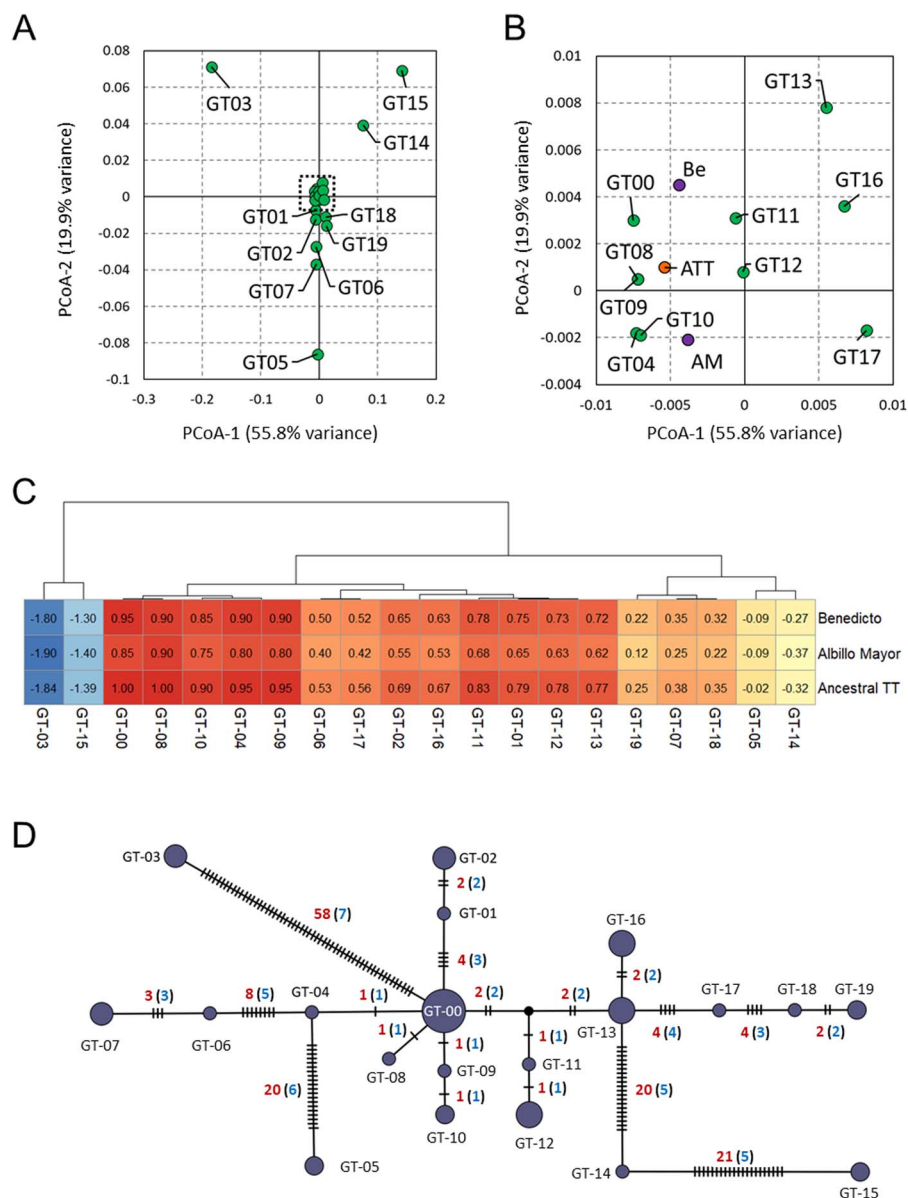 A
B
0.08
0.06
0.04
0.02
0
-0.02
-0.04
-0.06
-0.08
-0.1
-0.3
-0.2
-0.1
0
0.1
0.2
PCoA-2 (19.9% variance)
PCoA-1 (55.8% variance)
GT03
GT15
GT14
GT01
GT18
GT02
GT19
GT07
GT06
GT05
0.01
0.008
0.006
0.004
0.002
0
-0.002
-0.004
-0.01
-0.005
0
0.005
0.01
PCoA-2 (19.9% variance)
PCoA-1 (55.8% variance)
GT13
Be
GT16
GT00
GT11
GT08
ATT
GT12
GT09
GT10
GT04
AM
GT17
C
-1.80 -1.30 0.95 0.90 0.85 0.90 0.90 0.50 0.52 0.65 0.63 0.78 0.75 0.73 0.72 0.22 0.35 0.32 -0.09 -0.27 Benedicto
-1.90 -1.40 0.85 0.90 0.75 0.80 0.80 0.40 0.42 0.55 0.53 0.68 0.65 0.63 0.62 0.12 0.25 0.22 -0.09 -0.37 Albillo Mayor
-1.84 -1.39 1.00 1.00 0.90 0.95 0.95 0.53 0.56 0.69 0.67 0.83 0.79 0.78 0.77 0.25 0.38 0.35 -0.02 -0.32 Ancestral TT
GT-03 GT-15 GT-00 GT-08 GT-10 GT-04 GT-09 GT-06 GT-17 GT-02 GT-16 GT-11 GT-01 GT-12 GT-13 GT-19 GT-07 GT-18 GT-05 GT-14
D
GT-03
GT-02
2 (2)
58 (7)
GT-01
GT-16
4 (3)
2 (2)
3 (3)
8 (5)
GT-04
1 (1)
2 (2)
2 (2)
GT-17
GT-18
GT-19
GT-00
GT-13
GT-07
GT-06
1 (1)
1 (1)
1 (1)
4 (4)
4 (3)
2 (2)
GT-08
GT-09
GT-11
20 (6)
1 (1)
1 (1)
20 (5)
GT-10
GT-12
21 (5)
GT-05
GT-14
GT-15